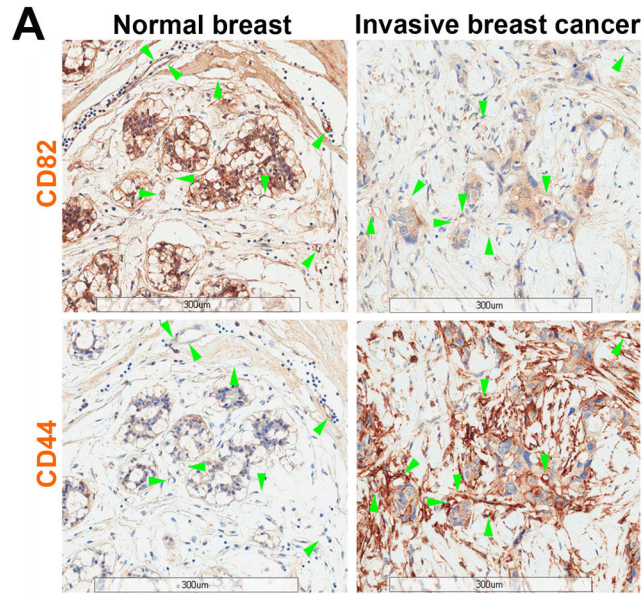 A
Normal breast
Invasive breast cancer
CD82
300um
300um
CD44
300um
300um